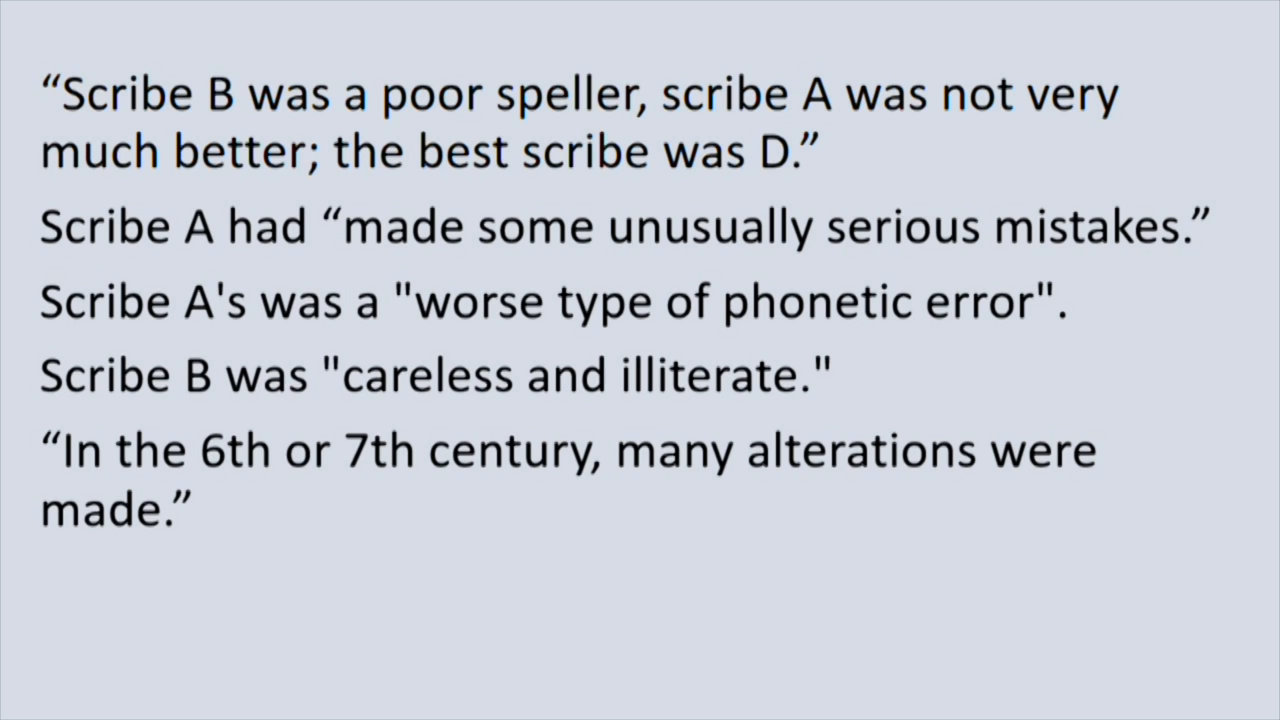 “Scribe B was a poor speller, scribe A was not very
much better; the best scribe was D.”
Scribe A had “made some unusually serious mistakes.”
Scribe A's was a "worse type of phonetic error".
Scribe B was "careless and illiterate."
“In the 6th or 7th century, many alterations were
made.”